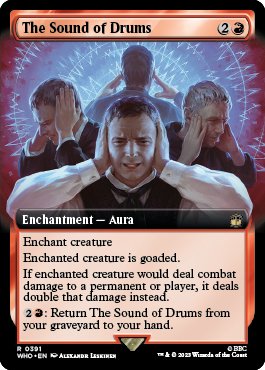 The Sound of Drums 2
Enchantment — Aura
Enchant creature
Enchanted creature is goaded.
If enchanted creature would deal combat
damage to a permanent or player, it deals
double that damage instead.
2 : Return The Sound of Drums from
your graveyard to your hand.
R 0391 © BBC
WHO • EN Alexander Leskinen ™ & © 2023 Wizards of the Coast